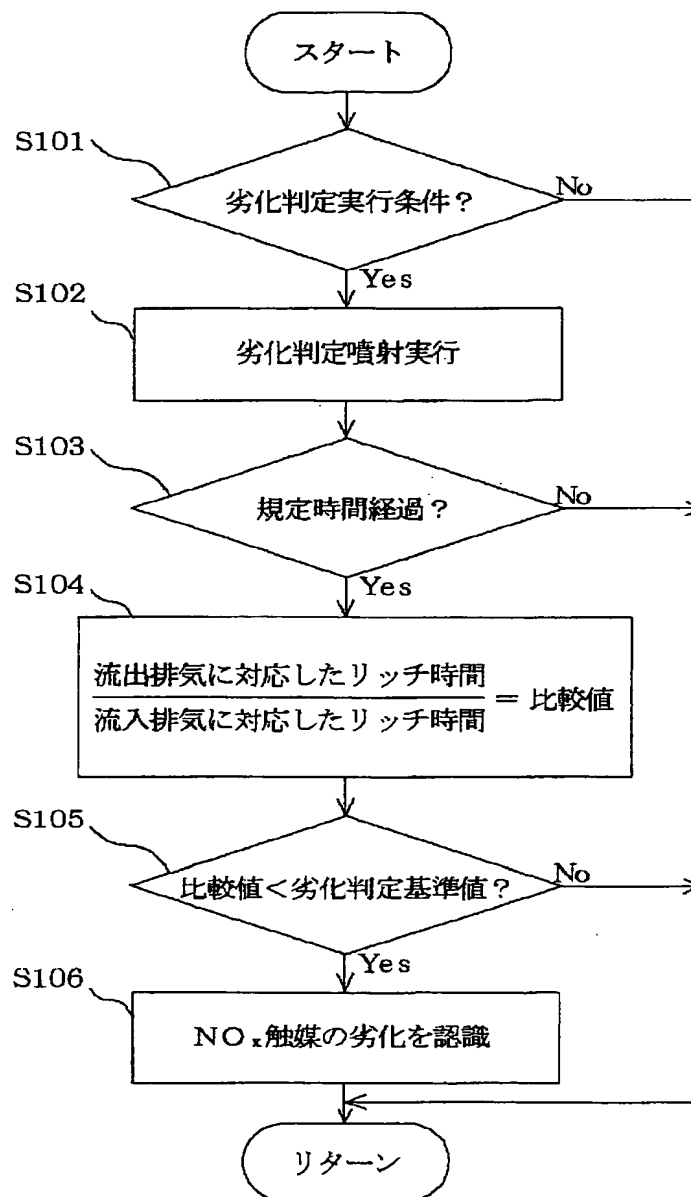 スタート
S101
劣化判定実行条件？
No
Yes
S102
劣化判定噴射実行
S103
規定時間経過？
No
Yes
S104
流出排気に対応したリッチ時間
流入排気に対応したリッチ時間
= 比較値
S105
比較値＜劣化判定基準値？
No
Yes
S106
NOx触媒の劣化を認識
リターン